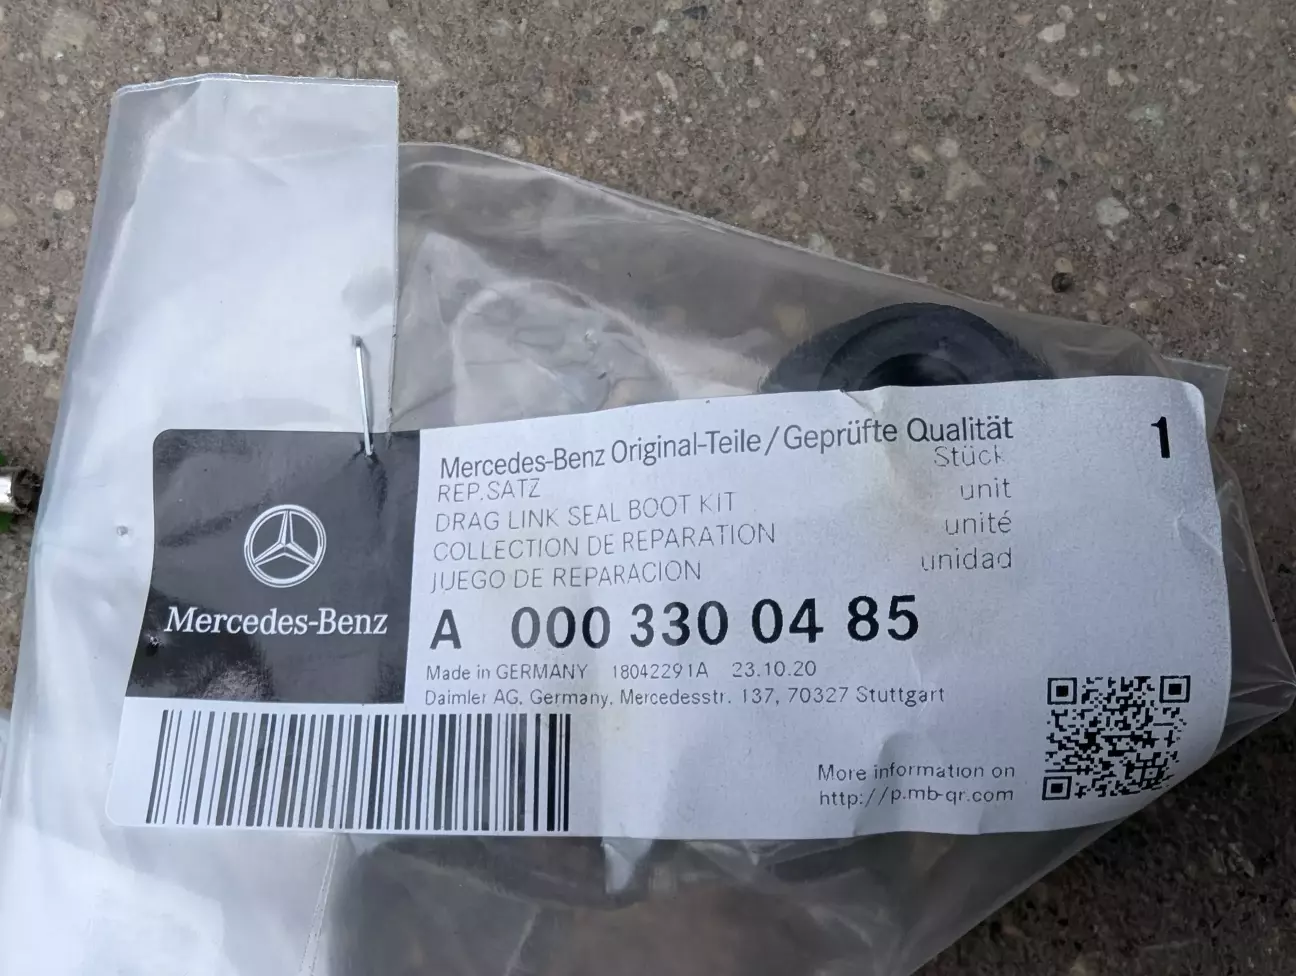 Mercedes-Benz Original-Teile/Geprüfte Qualität
1
REP.SATZ
Stück
DRAG LINK SEAL BOOT KIT
unit
COLLECTION DE REPARATION
unité
JUEGO DE REPARACION
unidad
Mercedes-Benz
A 000 330 04 85
Made in GERMANY 18042291A 23.10.20
Daimler AG, Germany, Mercedesstr. 137, 70327 Stuttgart
More information on
http://p.mb-qr.com